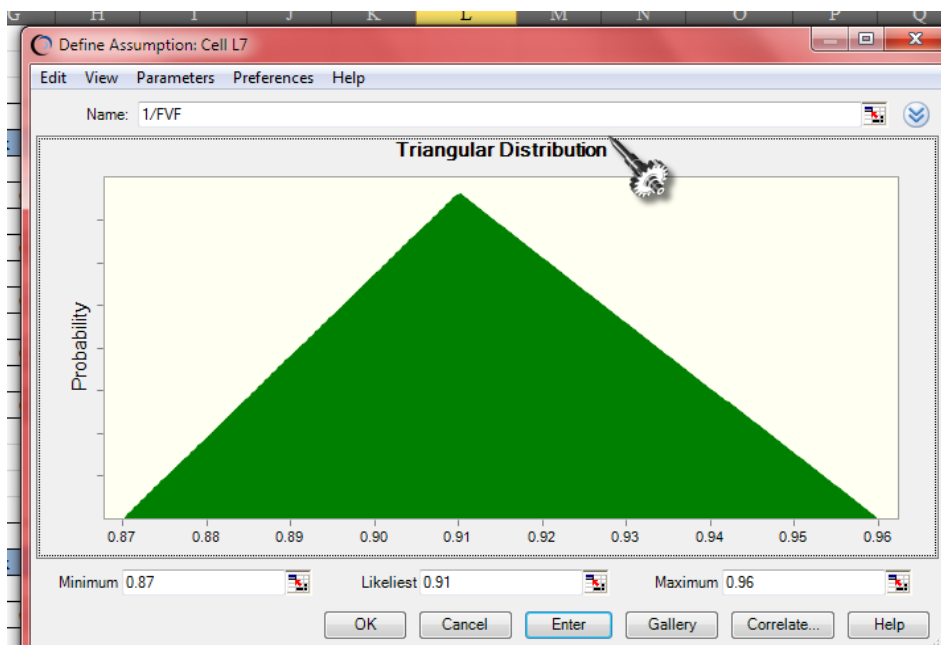 G H I J K L M N O P Q
Define Assumption: Cell L7
Edit View Parameters Preferences Help
Name: 1/FVF
Triangular Distribution
Probability
0.87 0.88 0.89 0.90 0.91 0.92 0.93 0.94 0.95 0.96
Minimum 0.87 Likeliest 0.91 Maximum 0.96
OK Cancel Enter Gallery Correlate... Help